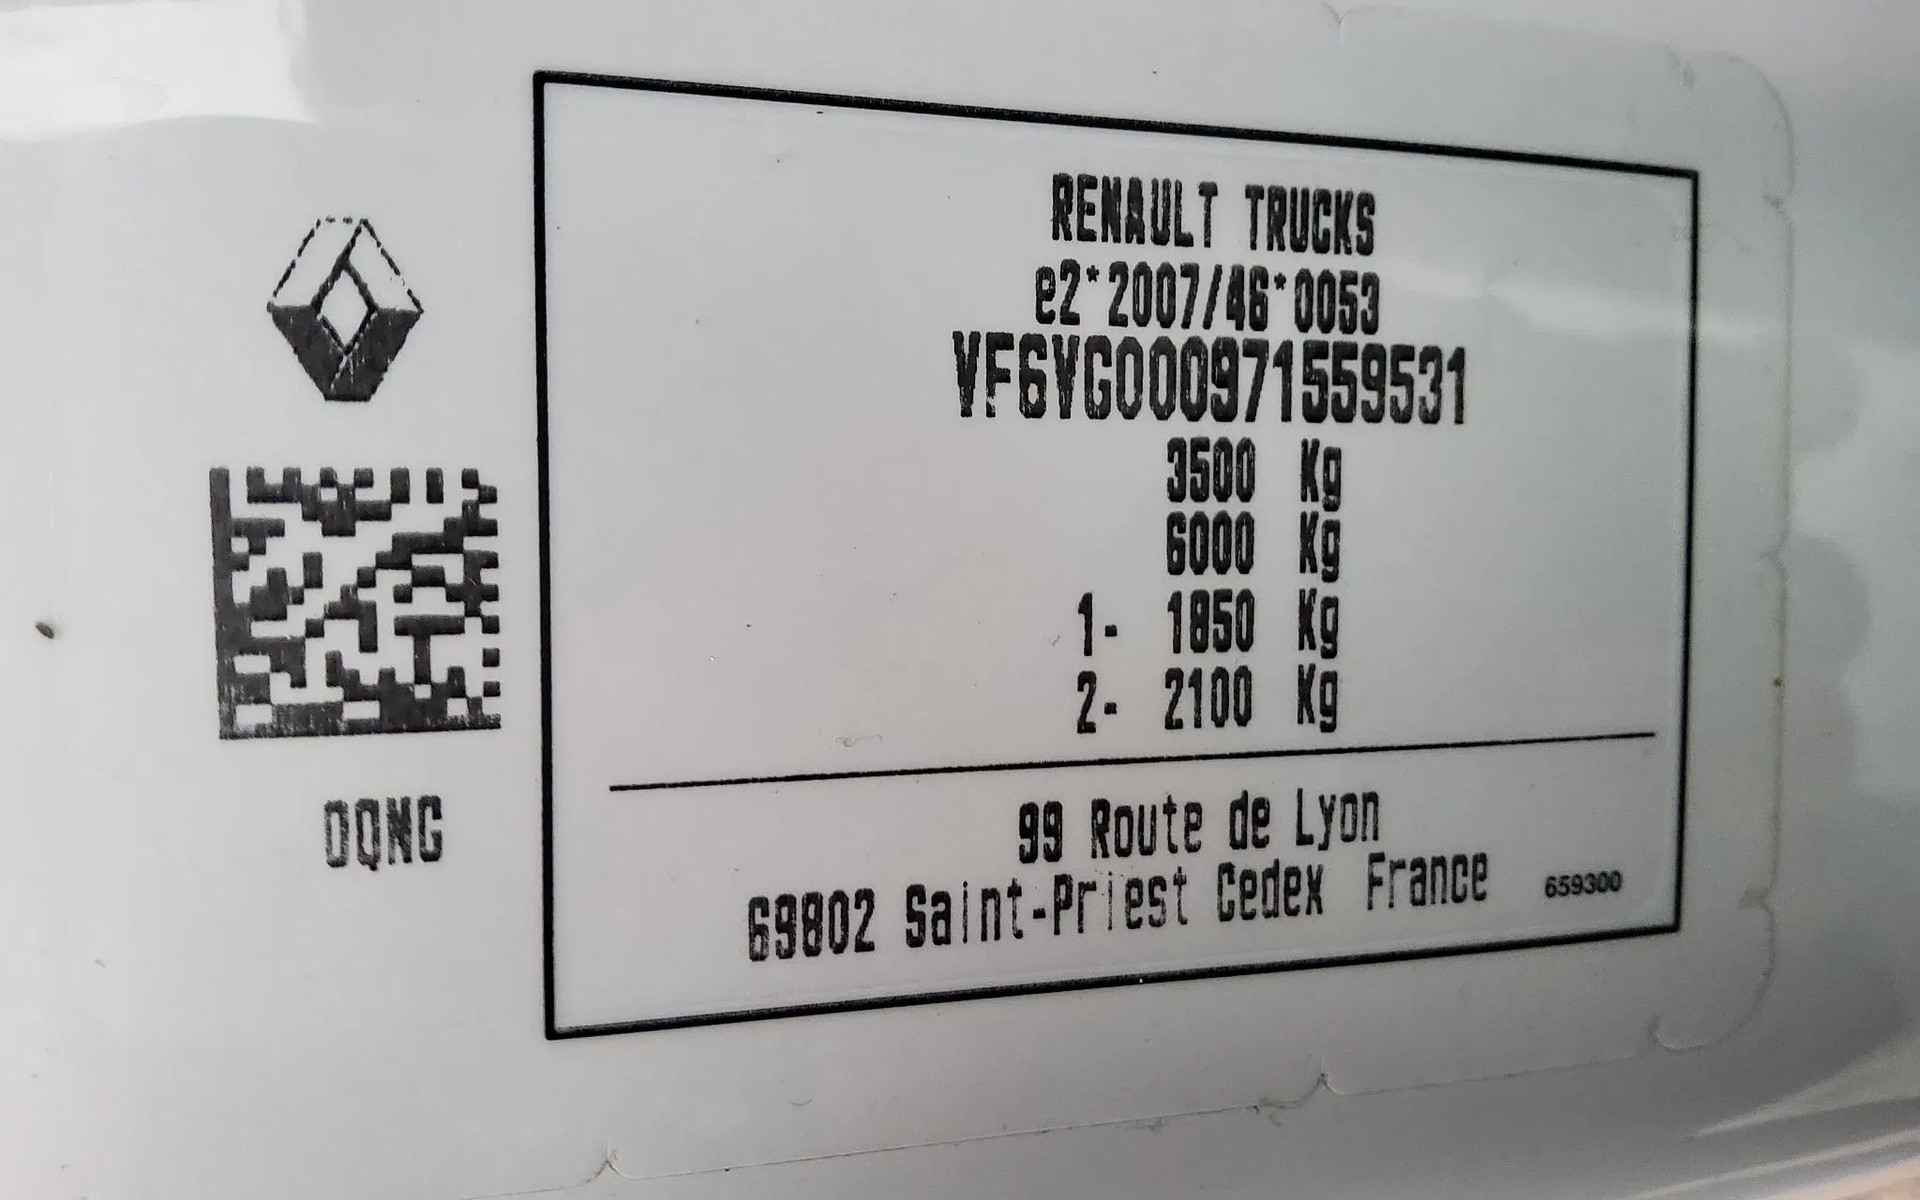 RENAULT TRUCKS
e2*2007/46*0053
VF6VG000971559531
3500 Kg
6000 Kg
1- 1850 Kg
2- 2100 Kg
OQNG
99 Route de Lyon
69802 Saint-Priest Cedex France
659300